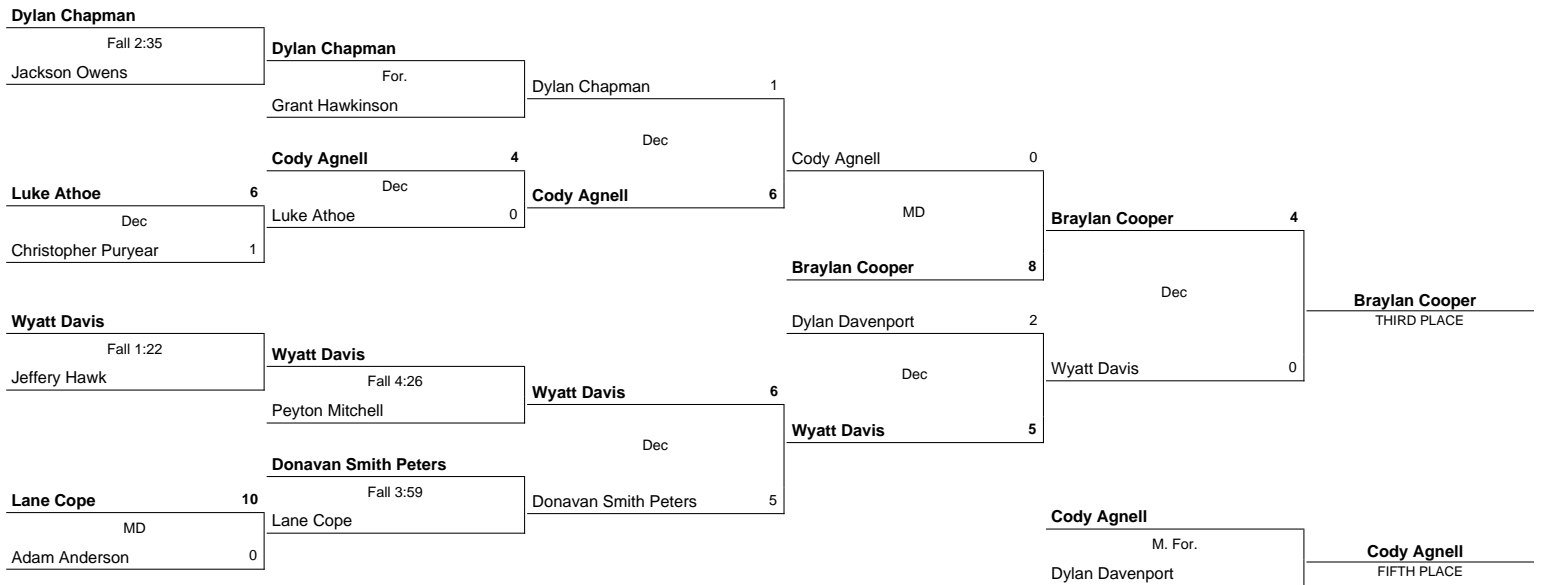 Dylan Chapman
Fall 2:35
Jackson Owens
Luke Athoe 6
Dec
Christopher Puryear 1
Wyatt Davis
Fall 1:22
Jeffery Hawk
Lane Cope 10
MD
Adam Anderson 0
Dylan Chapman
For.
Grant Hawkinson
Cody Agnell 4
Dec
Luke Athoe 0
Wyatt Davis
Fall 4:26
Peyton Mitchell
Donavan Smith Peters
Fall 3:59
Lane Cope
Dylan Chapman 1
Dec
Cody Agnell 6
Wyatt Davis 6
Dec
Donavan Smith Peters 5
Cody Agnell 0
MD
Braylan Cooper 8
Dylan Davenport 2
Dec
Wyatt Davis 5
Braylan Cooper 4
Dec
Wyatt Davis 0
Braylan Cooper
THIRD PLACE
Cody Agnell
M. For.
Dylan Davenport
Cody Agnell
FIFTH PLACE